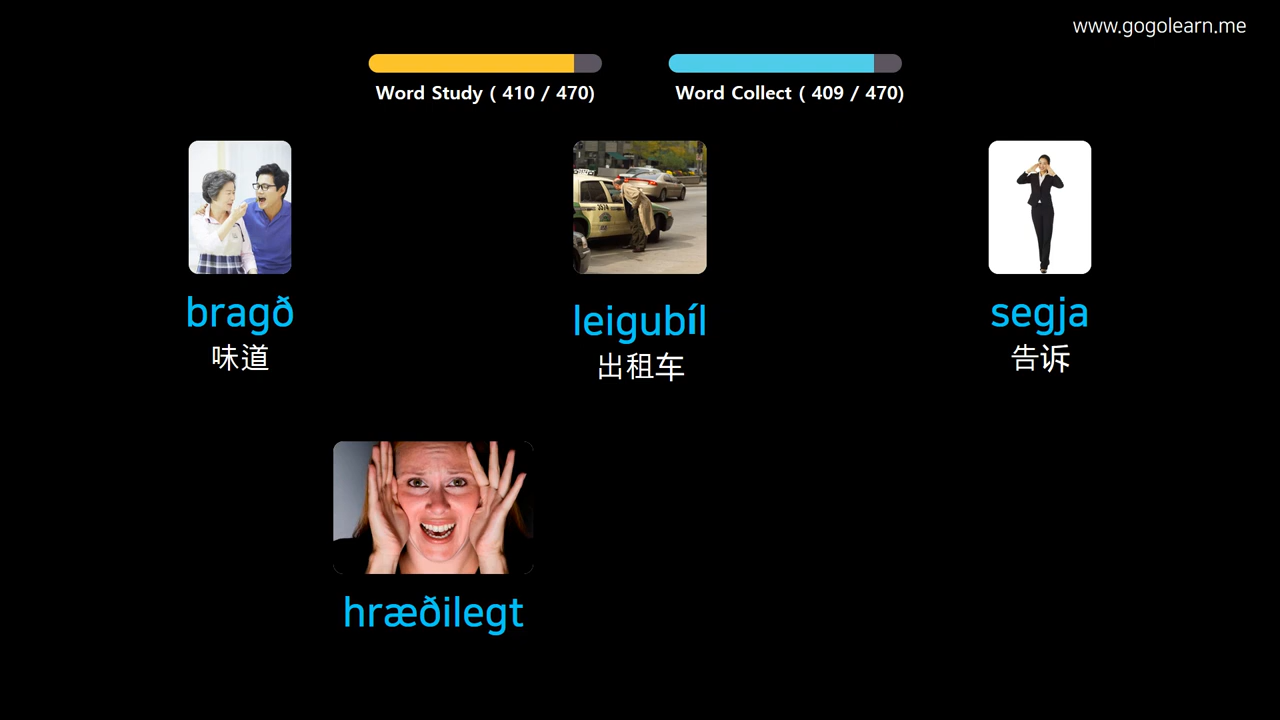 www.gogolearn.me
Word Study ( 410 / 470)
Word Collect ( 409 / 470)
bragð
味道
leigubíl
出租车
segja
告诉
hræðilegt